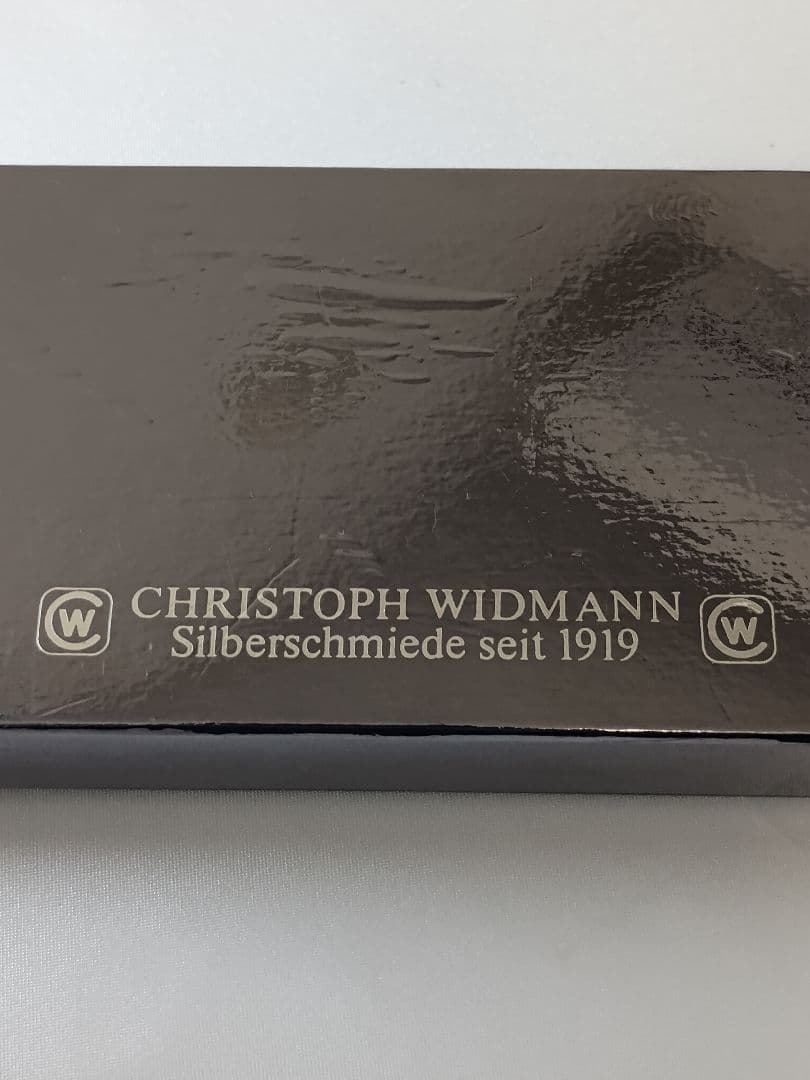 CW CHRISTOPH WIDMANN CW
Silberschmiede seit 1919